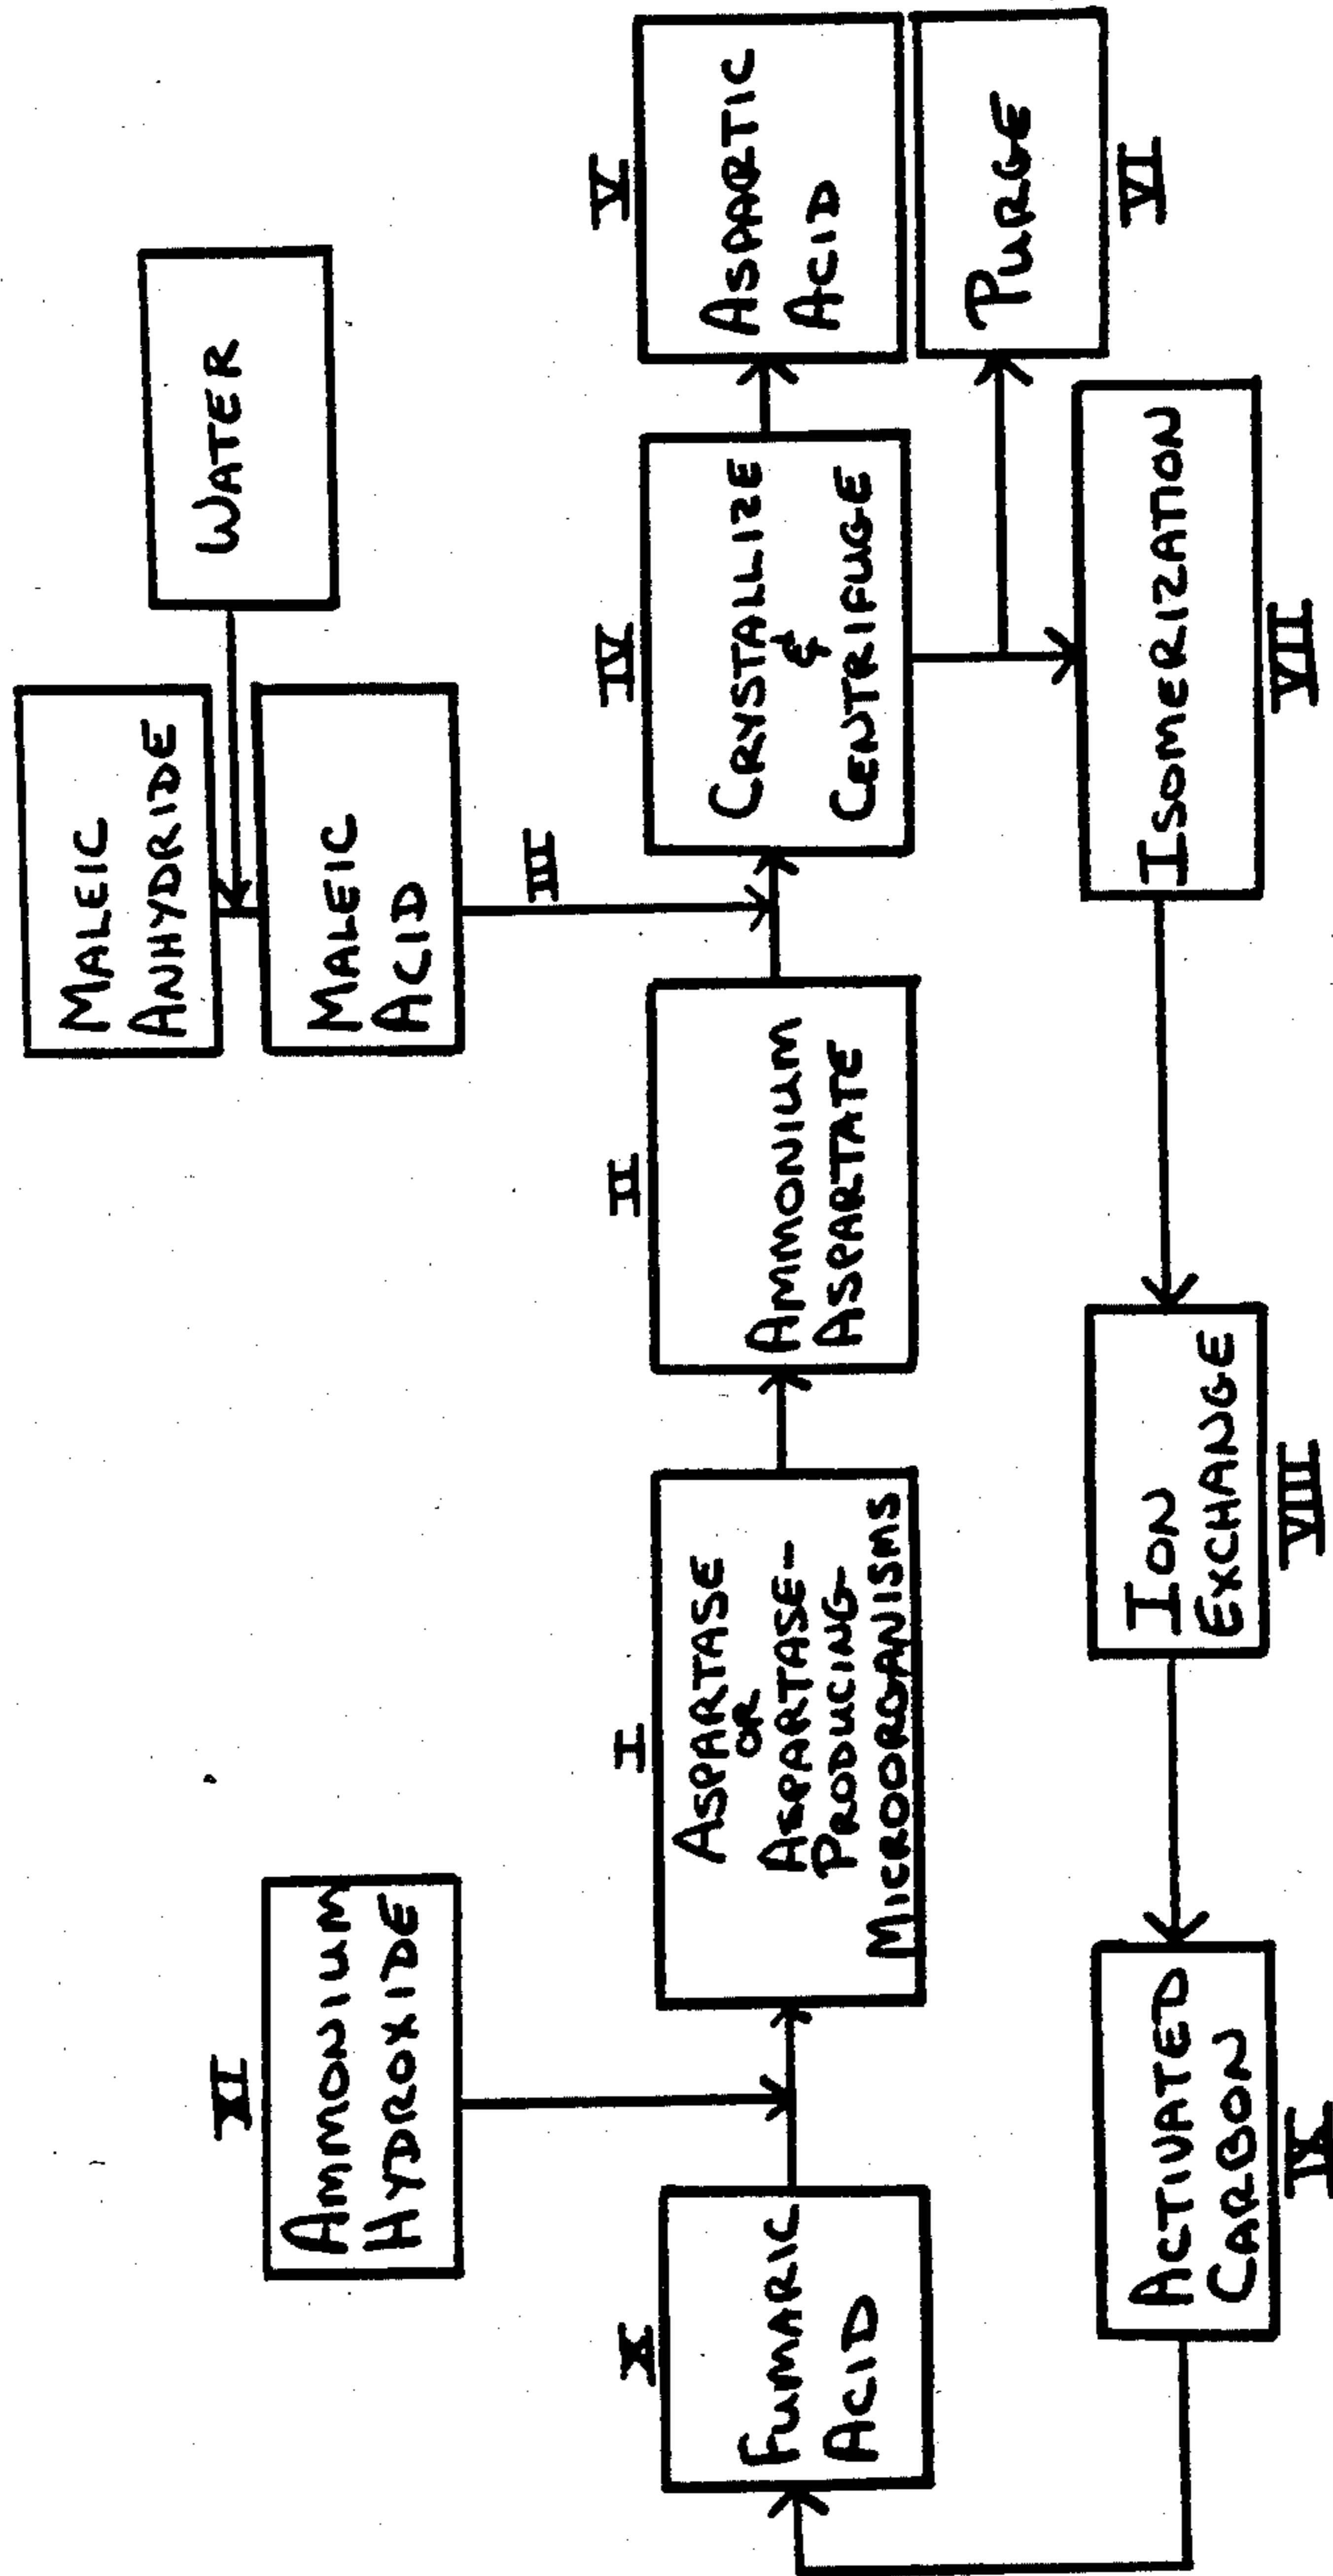 MALEIC
ANHYDRIDE
WATER
MALEIC
ACID
XI
AMMONIUM
HYDROXIDE
III
X
FUMARIC
ACID
I
ASPARTASE
OR
ASPARTASE-
PRODUCING-
MICROORGANISMS
II
AMMONIUM
ASPARTATE
IV
CRYSTALLIZE
&
CENTRIFUGE
V
ASPARTIC
ACID
PURGE
VI
ACTIVATED
CARBON
IX
ION
EXCHANGE
VIII
ISOMERIZATION
VII